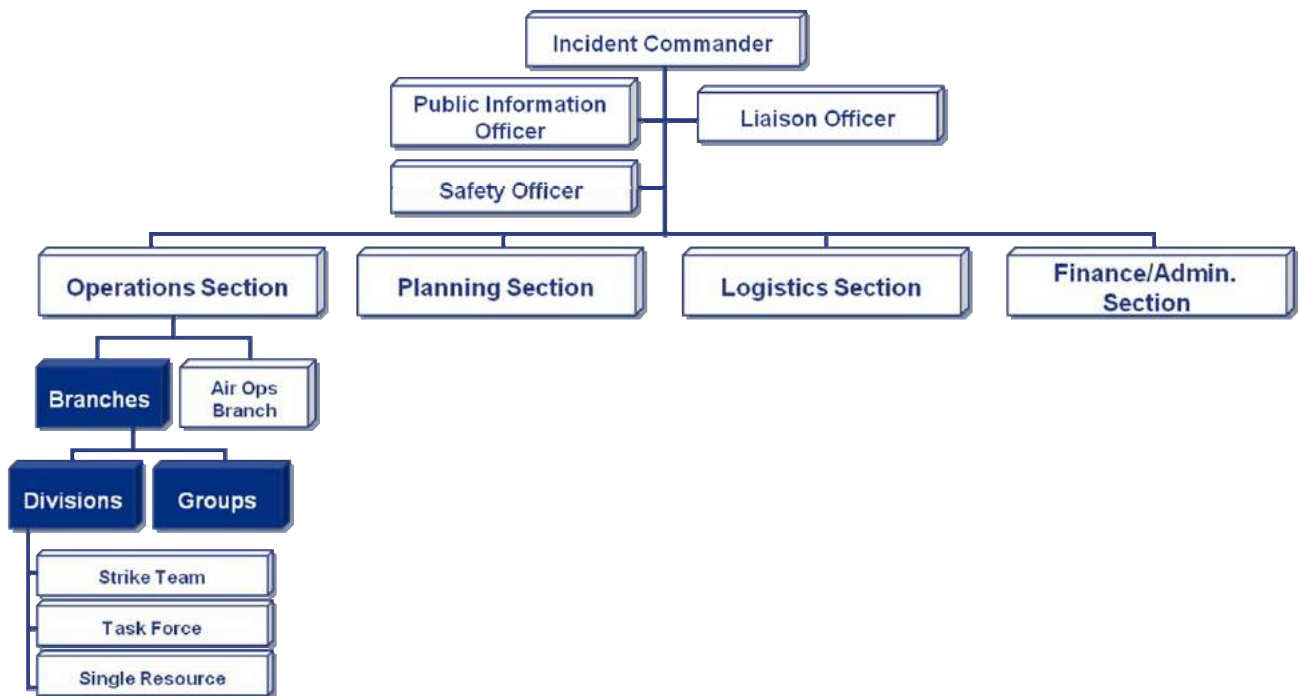 Incident Commander
Public Information
Officer
Liaison Officer
Safety Officer
Operations Section
Planning Section
Logistics Section
Finance/Admin.
Section
Branches
Air Ops
Branch
Divisions
Groups
Strike Team
Task Force
Single Resource